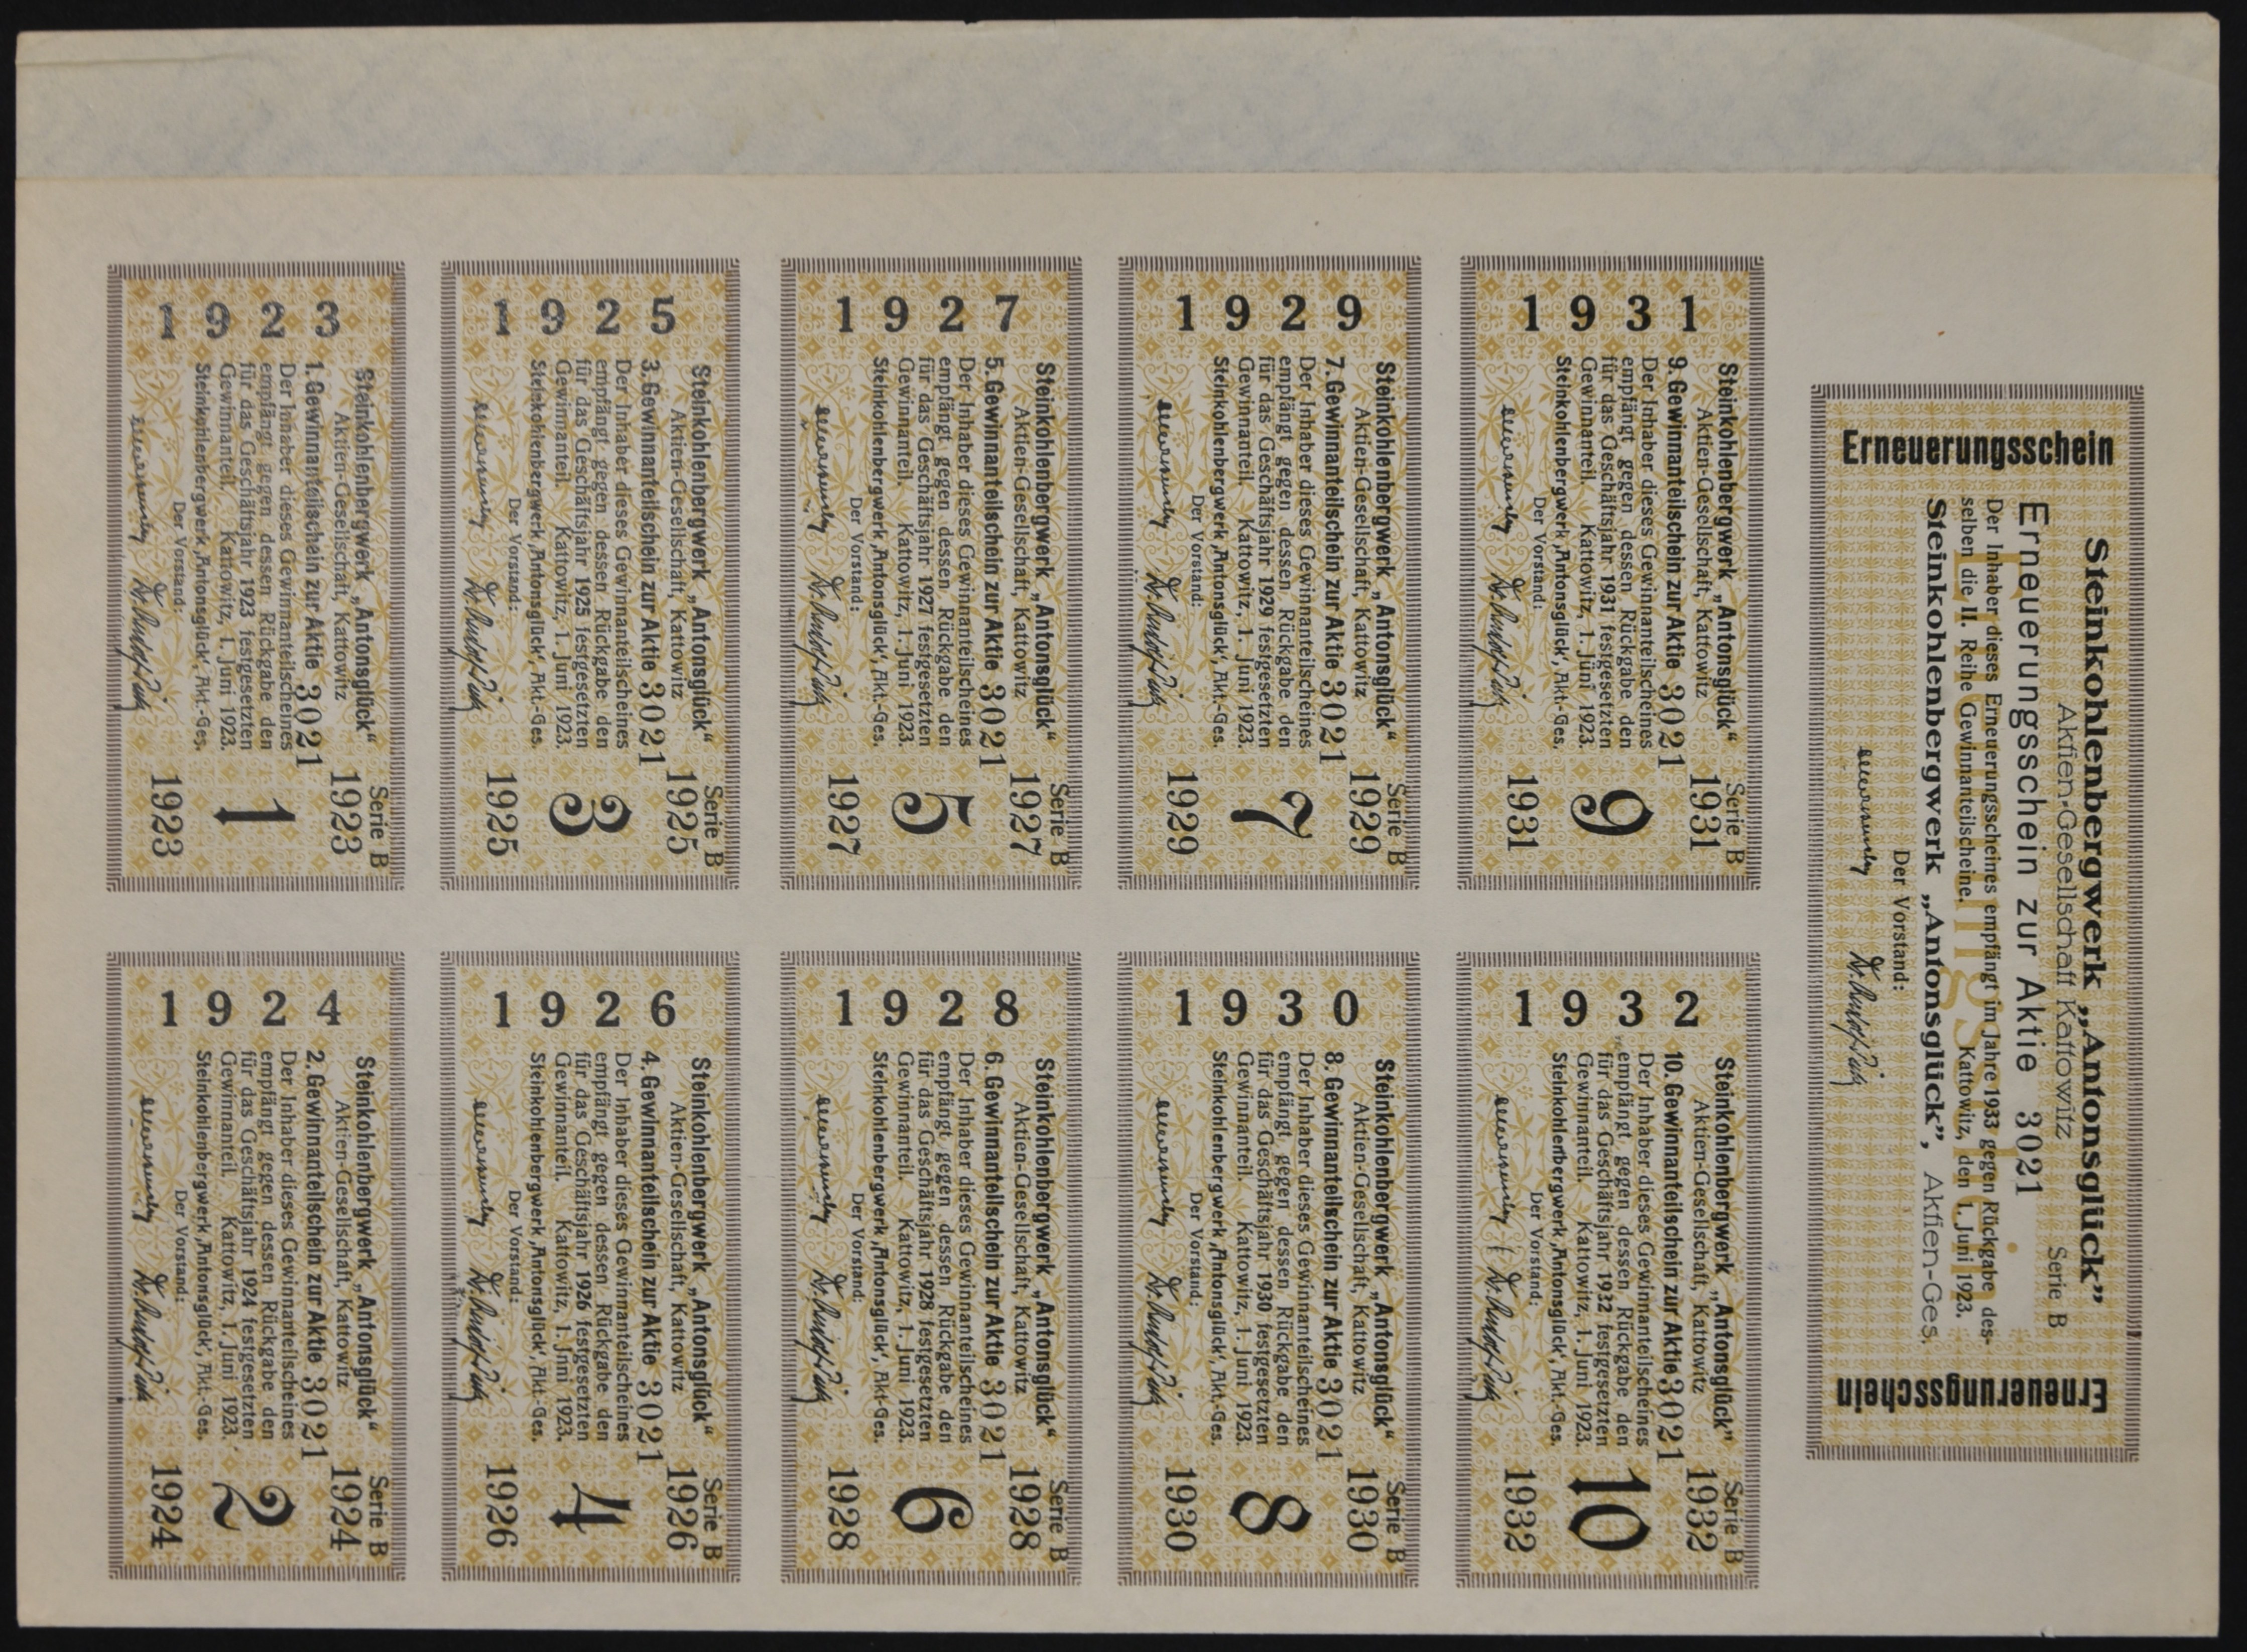 Steinkohlenbergwerk „Antonsglück”
Aktien-Gesellschaft Kattowitz Serie B
Erneuerungsschein zur Aktie 3021
Der Inhaber dieses Erneuerungsscheines empfängt im Jahre 1933 gegen Rückgabe des-
selben die II. Reihe Gewinnanteilscheine. Kattowitz, den 1. Juni 1923.
Steinkohlenbergwerk „Antonsglück”, Aktien-Ges.
Der Vorstand:
Erneuerungsschein
Erneuerungsschein
1931
Steinkohlenbergwerk „Antonsglück“
Serie B
Aktien-Gesellschaft, Kattowitz
1931
9. Gewinnanteilschein zur Aktie 3021
Der Inhaber dieses Gewinnanteilscheines
empfängt gegen dessen Rückgabe den
für das Geschäftsjahr 1931 festgesetzten
Gewinnanteil. Kattowitz, 1. Juni 1923.
Steinkohlenbergwerk „Antonsglück‘, Akt.-Ges.
Der Vorstand:
9
1931
1932
Steinkohlenbergwerk „Antonsglück”
Serie B
Aktien-Gesellschaft, Kattowitz
1932
10. Gewinnanteilschein zur Aktie 3021
Der Inhaber dieses Gewinnanteilscheines
empfängt gegen dessen Rückgabe den
für das Geschäftsjahr 1932 festgesetzten
Gewinnanteil. Kattowitz, 1. Juni 1923.
Steinkohlenbergwerk „Antonsglück‘, Akt.-Ges.
Der Vorstand:
10
1932
1929
Steinkohlenbergwerk „Antonsglück“
Serie B
Aktien-Gesellschaft, Kattowitz
1929
7. Gewinnanteilschein zur Aktie 3021
Der Inhaber dieses Gewinnanteilscheines
empfängt gegen dessen Rückgabe den
für das Geschäftsjahr 1929 festgesetzten
Gewinnanteil. Kattowitz, 1. Juni 1923.
Steinkohlenbergwerk „Antonsglück‘, Akt.-Ges.
Der Vorstand:
7
1929
1930
Steinkohlenbergwerk „Antonsglück“
Serie B
Aktien-Gesellschaft, Kattowitz
1930
8. Gewinnanteilschein zur Aktie 3021
Der Inhaber dieses Gewinnanteilscheines
empfängt gegen dessen Rückgabe den
für das Geschäftsjahr 1930 festgesetzten
Gewinnanteil. Kattowitz, 1. Juni 1923.
Steinkohlenbergwerk „Antonsglück‘, Akt.-Ges.
Der Vorstand:
8
1930
1927
Steinkohlenbergwerk „Antonsglück“
Serie B
Aktien-Gesellschaft, Kattowitz
1927
5. Gewinnanteilschein zur Aktie 3021
Der Inhaber dieses Gewinnanteilscheines
empfängt gegen dessen Rückgabe den
für das Geschäftsjahr 1927 festgesetzten
Gewinnanteil. Kattowitz, 1. Juni 1923.
Steinkohlenbergwerk „Antonsglück‘, Akt.-Ges.
Der Vorstand:
5
1927
1928
Steinkohlenbergwerk „Antonsglück“
Serie B
Aktien-Gesellschaft, Kattowitz
1928
6. Gewinnanteilschein zur Aktie 3021
Der Inhaber dieses Gewinnanteilscheines
empfängt gegen dessen Rückgabe den
für das Geschäftsjahr 1928 festgesetzten
Gewinnanteil. Kattowitz, 1. Juni 1923.
Steinkohlenbergwerk „Antonsglück‘, Akt.-Ges.
Der Vorstand:
6
1928
1925
Steinkohlenbergwerk „Antonsglück“
Serie B
Aktien-Gesellschaft, Kattowitz
1925
3. Gewinnanteilschein zur Aktie 3021
Der Inhaber dieses Gewinnanteilscheines
empfängt gegen dessen Rückgabe den
für das Geschäftsjahr 1925 festgesetzten
Gewinnanteil. Kattowitz, 1. Juni 1923.
Steinkohlenbergwerk „Antonsglück‘, Akt.-Ges.
Der Vorstand:
3
1925
1926
Steinkohlenbergwerk „Antonsglück“
Serie B
Aktien-Gesellschaft, Kattowitz
1926
4. Gewinnanteilschein zur Aktie 3021
Der Inhaber dieses Gewinnanteilscheines
empfängt gegen dessen Rückgabe den
für das Geschäftsjahr 1926 festgesetzten
Gewinnanteil. Kattowitz, 1. Jnni 1923.
Steinkohlenbergwerk „Antonsglück‘, Akt.-Ges.
Der Vorstand:
4
1926
1923
Steinkohlenbergwerk „Antonsglück“
Serie B
Aktien-Gesellschaft, Kattowitz
1923
1. Gewinnanteilschein zur Aktie 3021
Der Inhaber dieses Gewinnanteilscheines
empfängt gegen dessen Rückgabe den
für das Geschäftsjahr 1923 festgesetzten
Gewinnanteil. Kattowitz, 1. Juni 1923.
Steinkohlenbergwerk „Antonsglück‘, Akt.-Ges.
Der Vorstand:
1
1923
1924
Steinkohlenbergwerk „Antonsglück“
Serie B
Aktien-Gesellschaft, Kattowitz
1924
2. Gewinnanteilschein zur Aktie 3021
Der Inhaber dieses Gewinnanteilscheines
empfängt gegen dessen Rückgabe den
für das Geschäftsjahr 1924 festgesetzten
Gewinnanteil. Kattowitz, 1. Juni 1923.
Steinkohlenbergwerk „Antonsglück‘, Akt.-Ges.
Der Vorstand:
2
1924